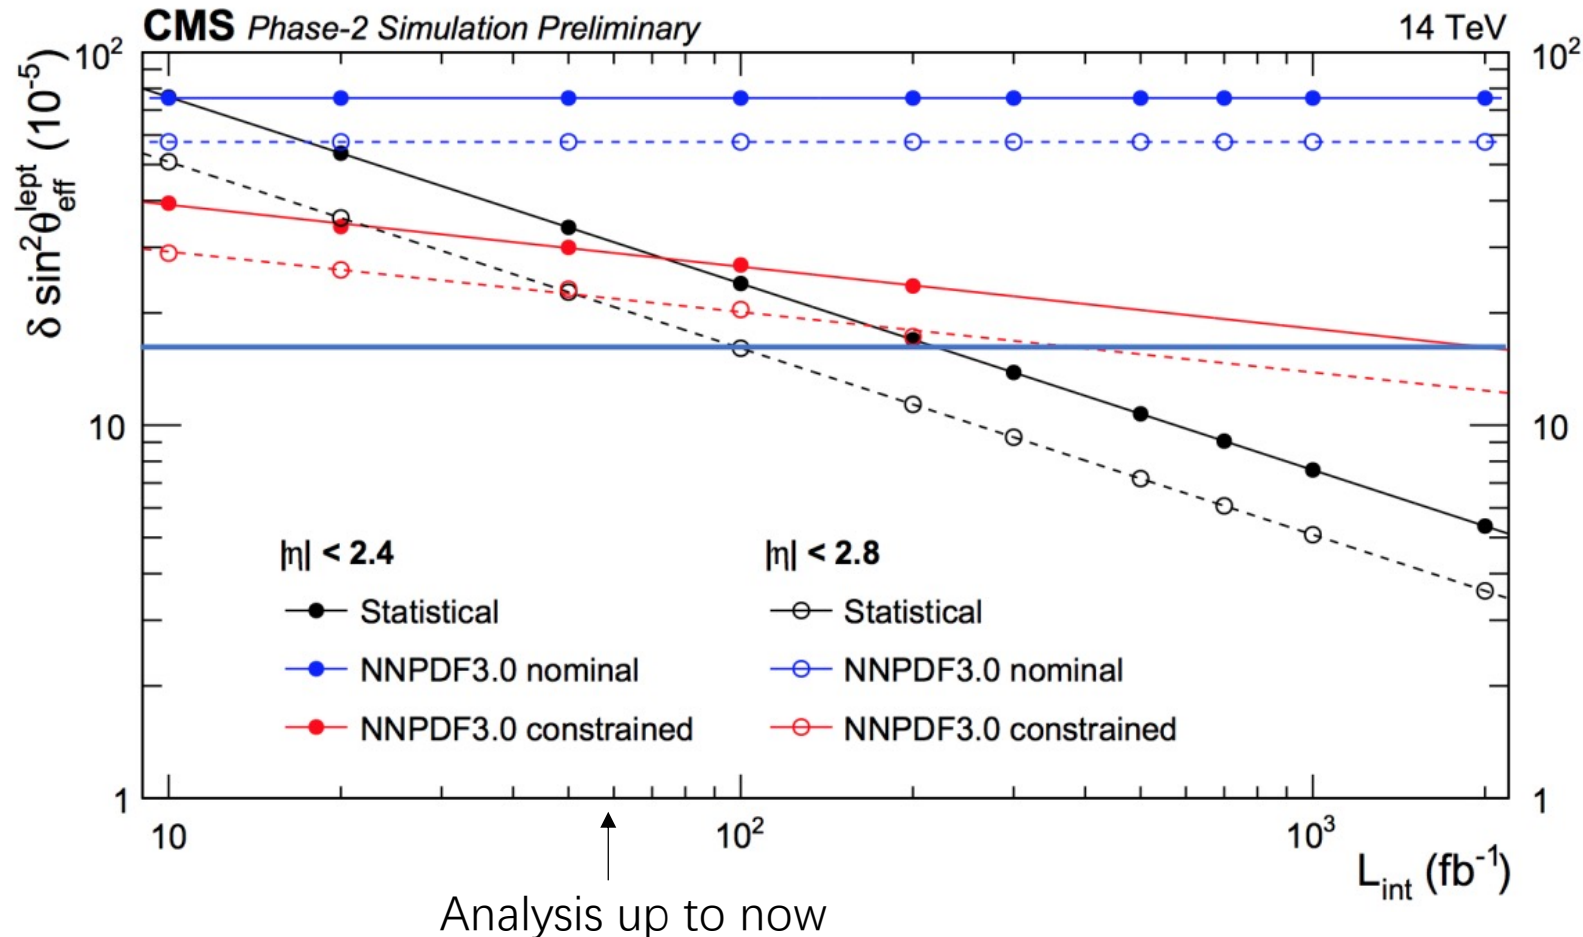 CMS Phase-2 Simulation Preliminary 14 TeV
δ sin²θ_eff^lept (10⁻⁵)
10² 10²
10 10
1 1
|η| < 2.4 |η| < 2.8
Statistical Statistical
NNPDF3.0 nominal NNPDF3.0 nominal
NNPDF3.0 constrained NNPDF3.0 constrained
10 10² 10³
L_int (fb⁻¹)
Analysis up to now